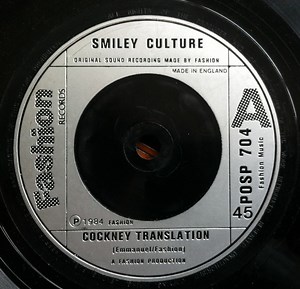 SMILEY CULTURE
ORIGINAL SOUND RECORDING MADE BY FASHION
MADE IN ENGLAND
Fashion
RECORDS
A
POSP 704
Fashion Music
45
℗ 1984 FASHION
COCKNEY TRANSLATION
(Emmanuel/Fashion)
A FASHION PRODUCTION